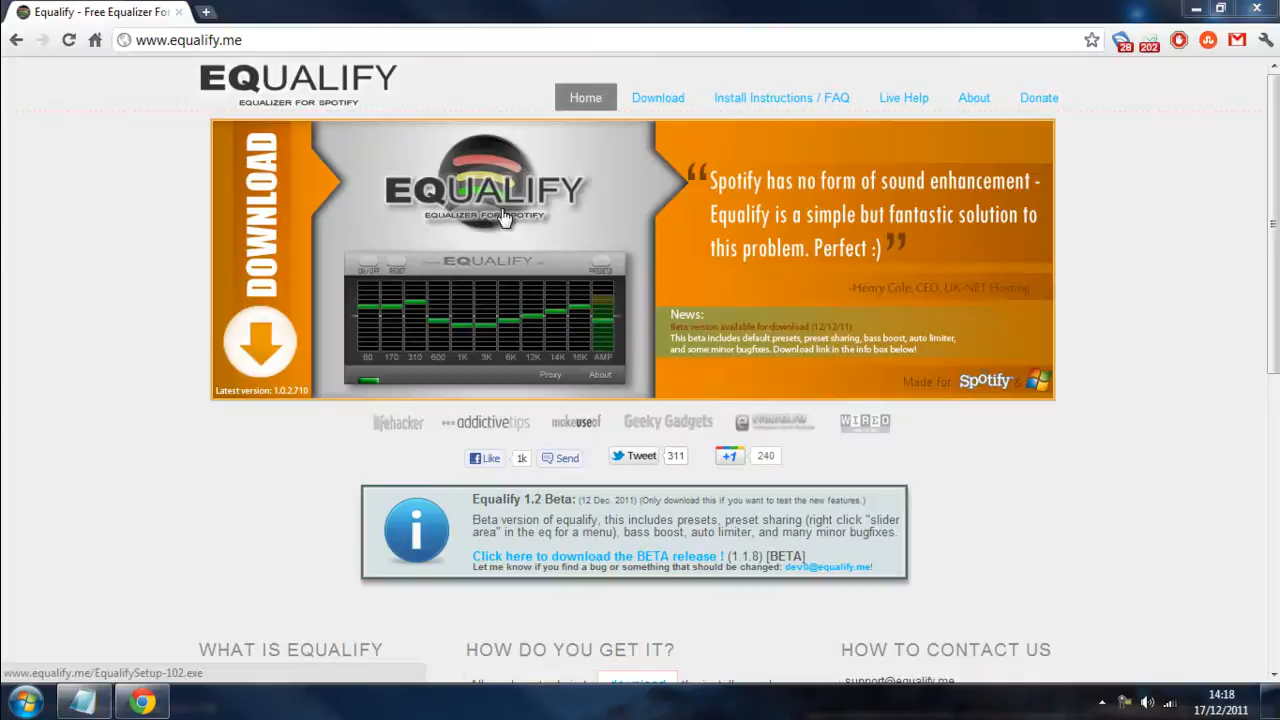 Equalify - Free Equalizer For
www.equalify.me
28
202
EQUALIFY
EQUALIZER FOR SPOTIFY
Home
Download
Install Instructions / FAQ
Live Help
About
Donate
DOWNLOAD
Latest version: 1.0.2.710
EQUALIFY
EQUALIZER FOR SPOTIFY
EQUALIFY
ON/OFF
RESET
PRESETS
60 170 310 600 1K 3K 6K 12K 14K 16K AMP
Proxy
About
“ Spotify has no form of sound enhancement -
Equalify is a simple but fantastic solution to
this problem. Perfect :) ”
-Henry Cole, CEO, UK-NET Hosting
News:
Beta version available for download (12/12/11)
This beta includes default presets, preset sharing, bass boost, auto limiter,
and some minor bugfixes. Download link in the info box below!
Made for Spotify &
lifehacker
addictivetips
makeuseof
Geeky Gadgets
WIRED
Like
1k
Send
Tweet
311
+1
240
Equalify 1.2 Beta: (12 Dec. 2011) (Only download this if you want to test the new features.)
Beta version of equalify, this includes presets, preset sharing (right click "slider
area" in the eq for a menu), bass boost, auto limiter, and many minor bugfixes.
Click here to download the BETA release ! (1.1.8) [BETA]
Let me know if you find a bug or something that should be changed: dev0@equalify.me!
WHAT IS EQUALIFY
HOW DO YOU GET IT?
HOW TO CONTACT US
download
support@equalify.me
www.equalify.me/EqualifySetup-102.exe
14:18
17/12/2011